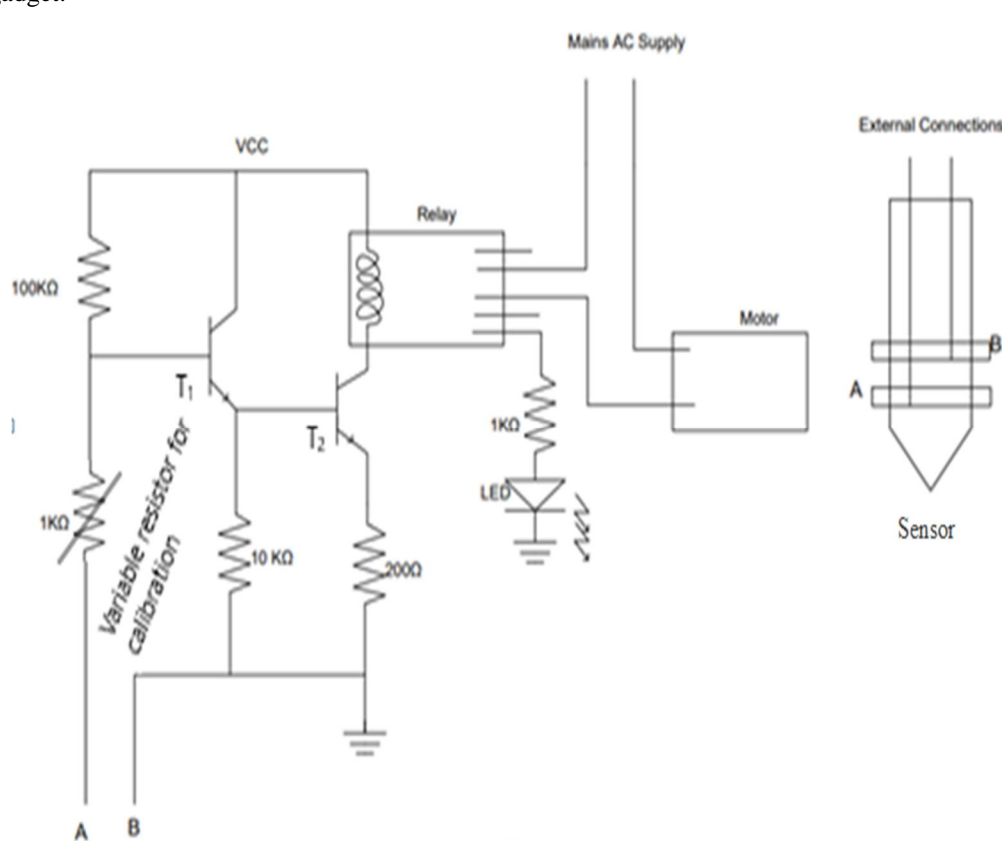 Mains AC Supply
External Connections
VCC
Relay
100KΩ
Motor
B
T1
A
1KΩ
T2
LED
Sensor
1KΩ
Variable resistor for
calibration
10 KΩ
200Ω
A
B